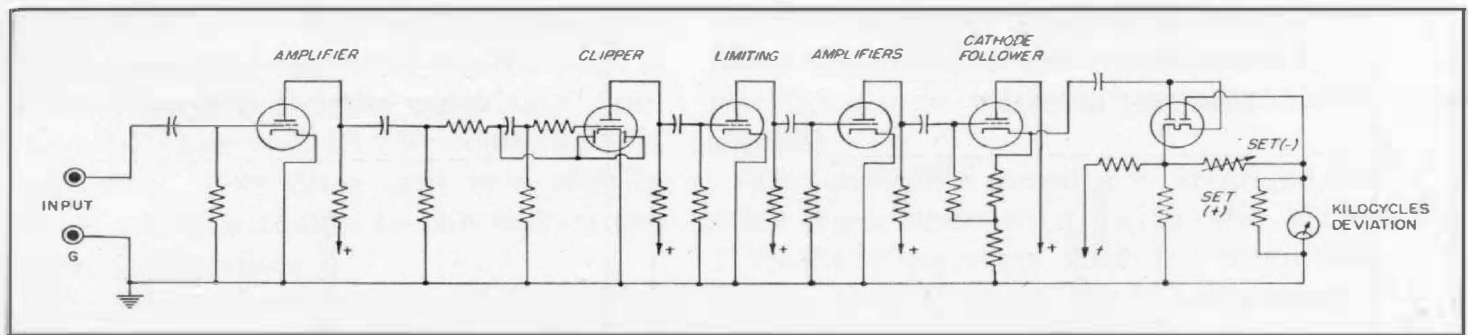 AMPLIFIER
CLIPPER
LIMITING
AMPLIFIERS
CATHODE
FOLLOWER
INPUT
G
+
+
+
+
+
+
SET(-)
SET
(+)
KILOCYCLES
DEVIATION